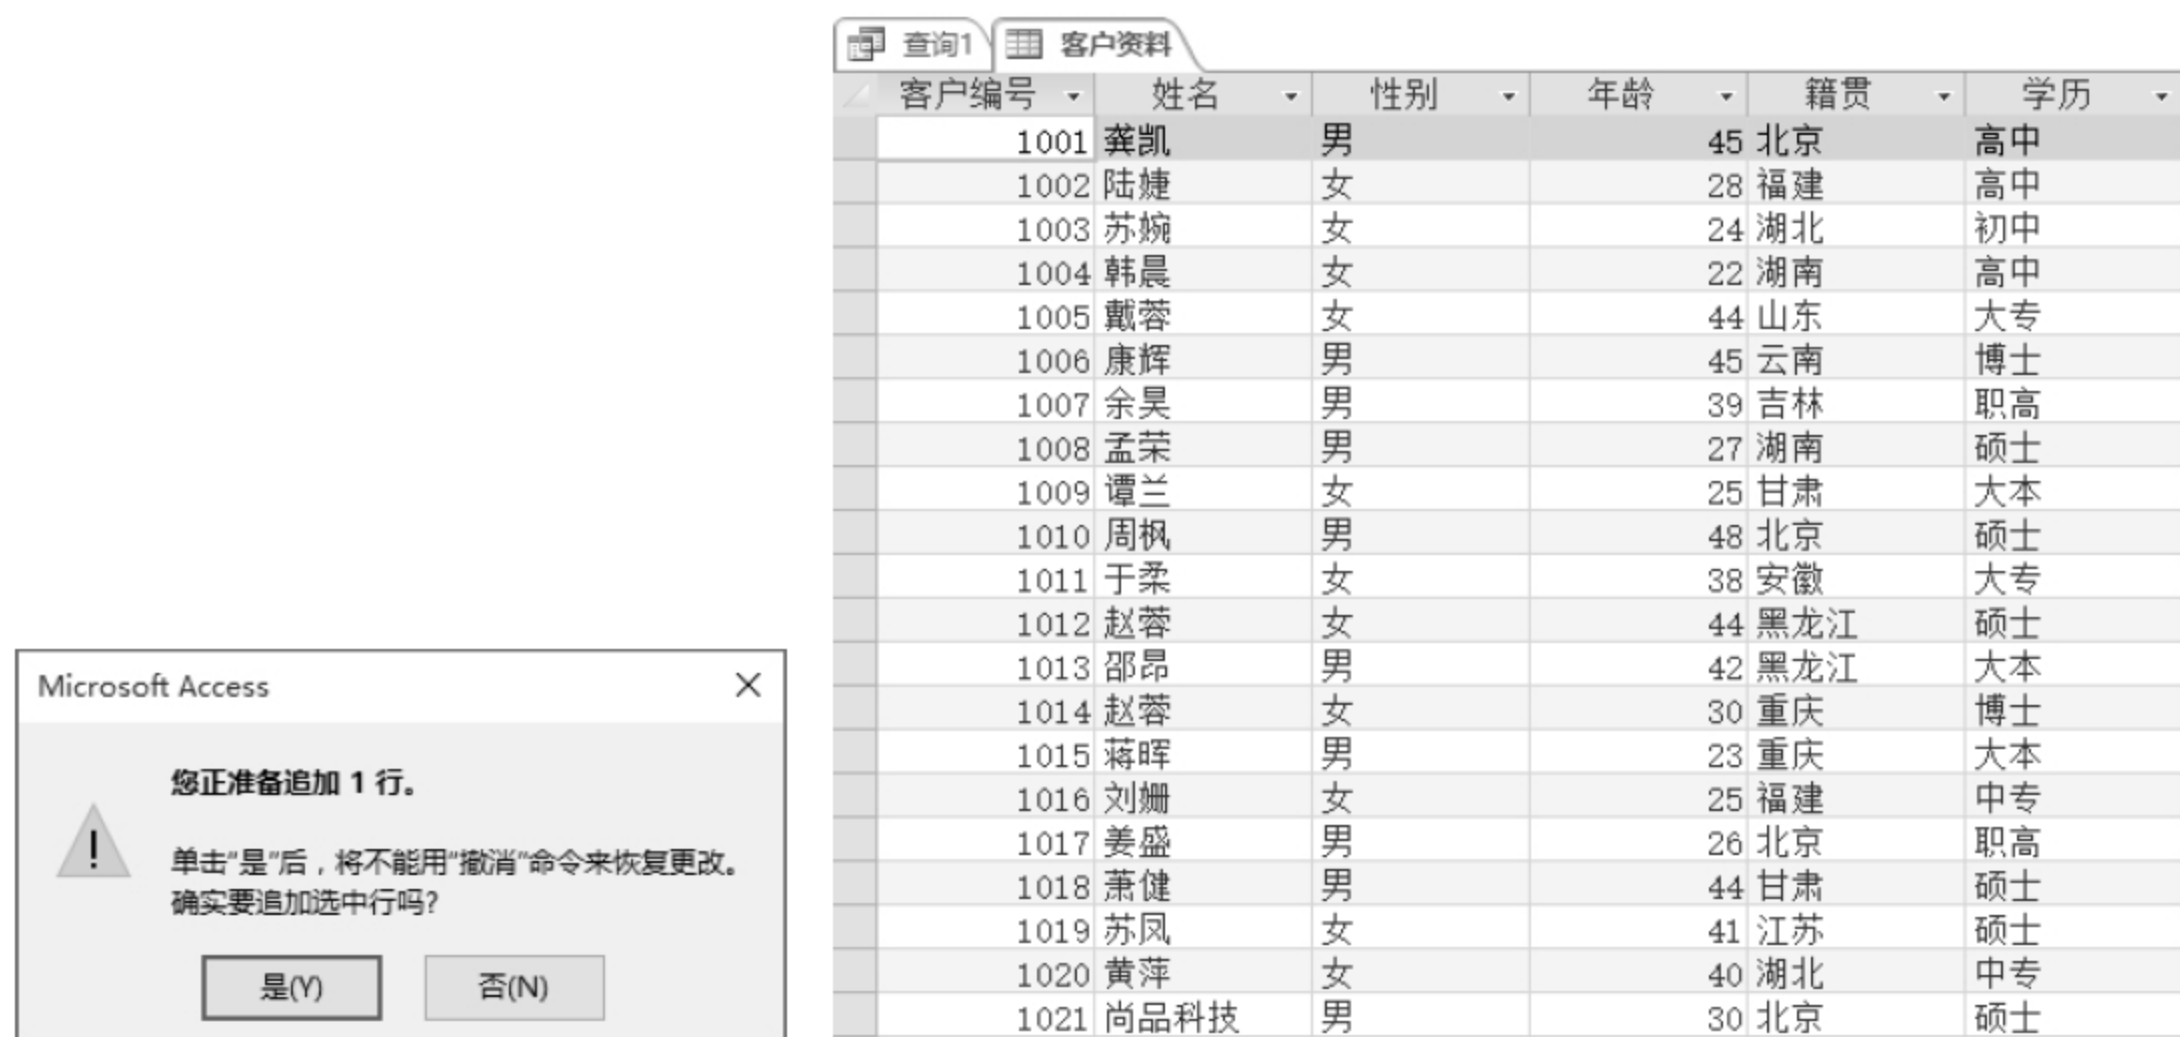 查询1 客户资料
客户编号 姓名 性别 年龄 籍贯 学历
1001 龚凯 男 45 北京 高中
1002 陆婕 女 28 福建 高中
1003 苏婉 女 24 湖北 初中
1004 韩晨 女 22 湖南 高中
1005 戴蓉 女 44 山东 大专
1006 康辉 男 45 云南 博士
1007 余昊 男 39 吉林 职高
1008 孟荣 男 27 湖南 硕士
1009 谭兰 女 25 甘肃 大本
1010 周枫 男 48 北京 硕士
1011 于柔 女 38 安徽 大专
1012 赵蓉 女 44 黑龙江 硕士
1013 邵昂 男 42 黑龙江 大本
1014 赵蓉 女 30 重庆 博士
1015 蒋晖 男 23 重庆 大本
1016 刘姗 女 25 福建 中专
1017 姜盛 男 26 北京 职高
1018 萧健 男 44 甘肃 硕士
1019 苏凤 女 41 江苏 硕士
1020 黄萍 女 40 湖北 中专
1021 尚品科技 男 30 北京 硕士
Microsoft Access
您正准备追加 1 行。
单击“是”后，将不能用“撤消”命令来恢复更改。
确实要追加选中行吗?
是(Y) 否(N)